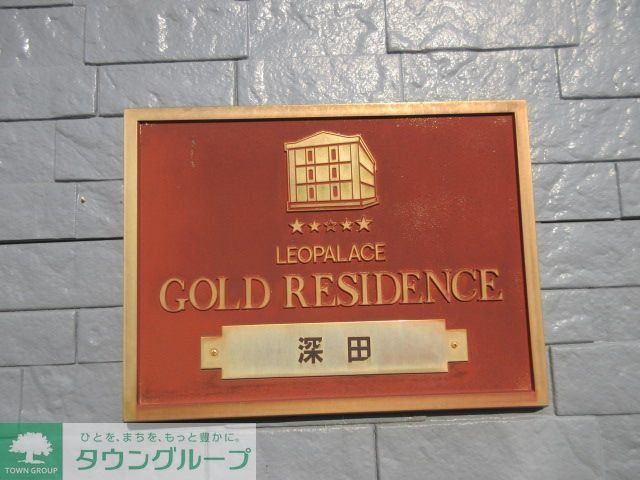 ★★★★★
LEOPALACE
GOLD RESIDENCE
深田
ひとを、まちを、もっと豊かに。
タウングループ
TOWN GROUP